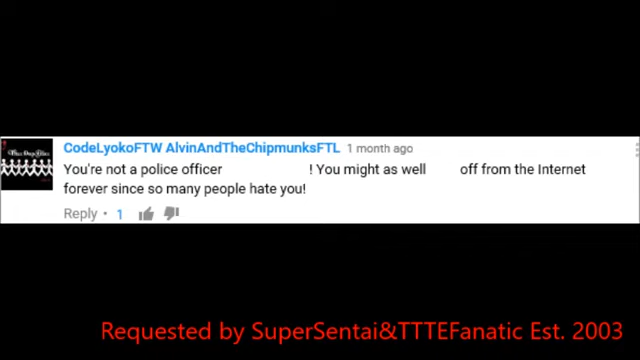 CodeLyokoFTW AlvinAndTheChipmunksFTL 1 month ago
You're not a police officer ! You might as well off from the Internet
forever since so many people hate you!
Reply • 1
Requested by SuperSentai&TTTEFanatic Est. 2003